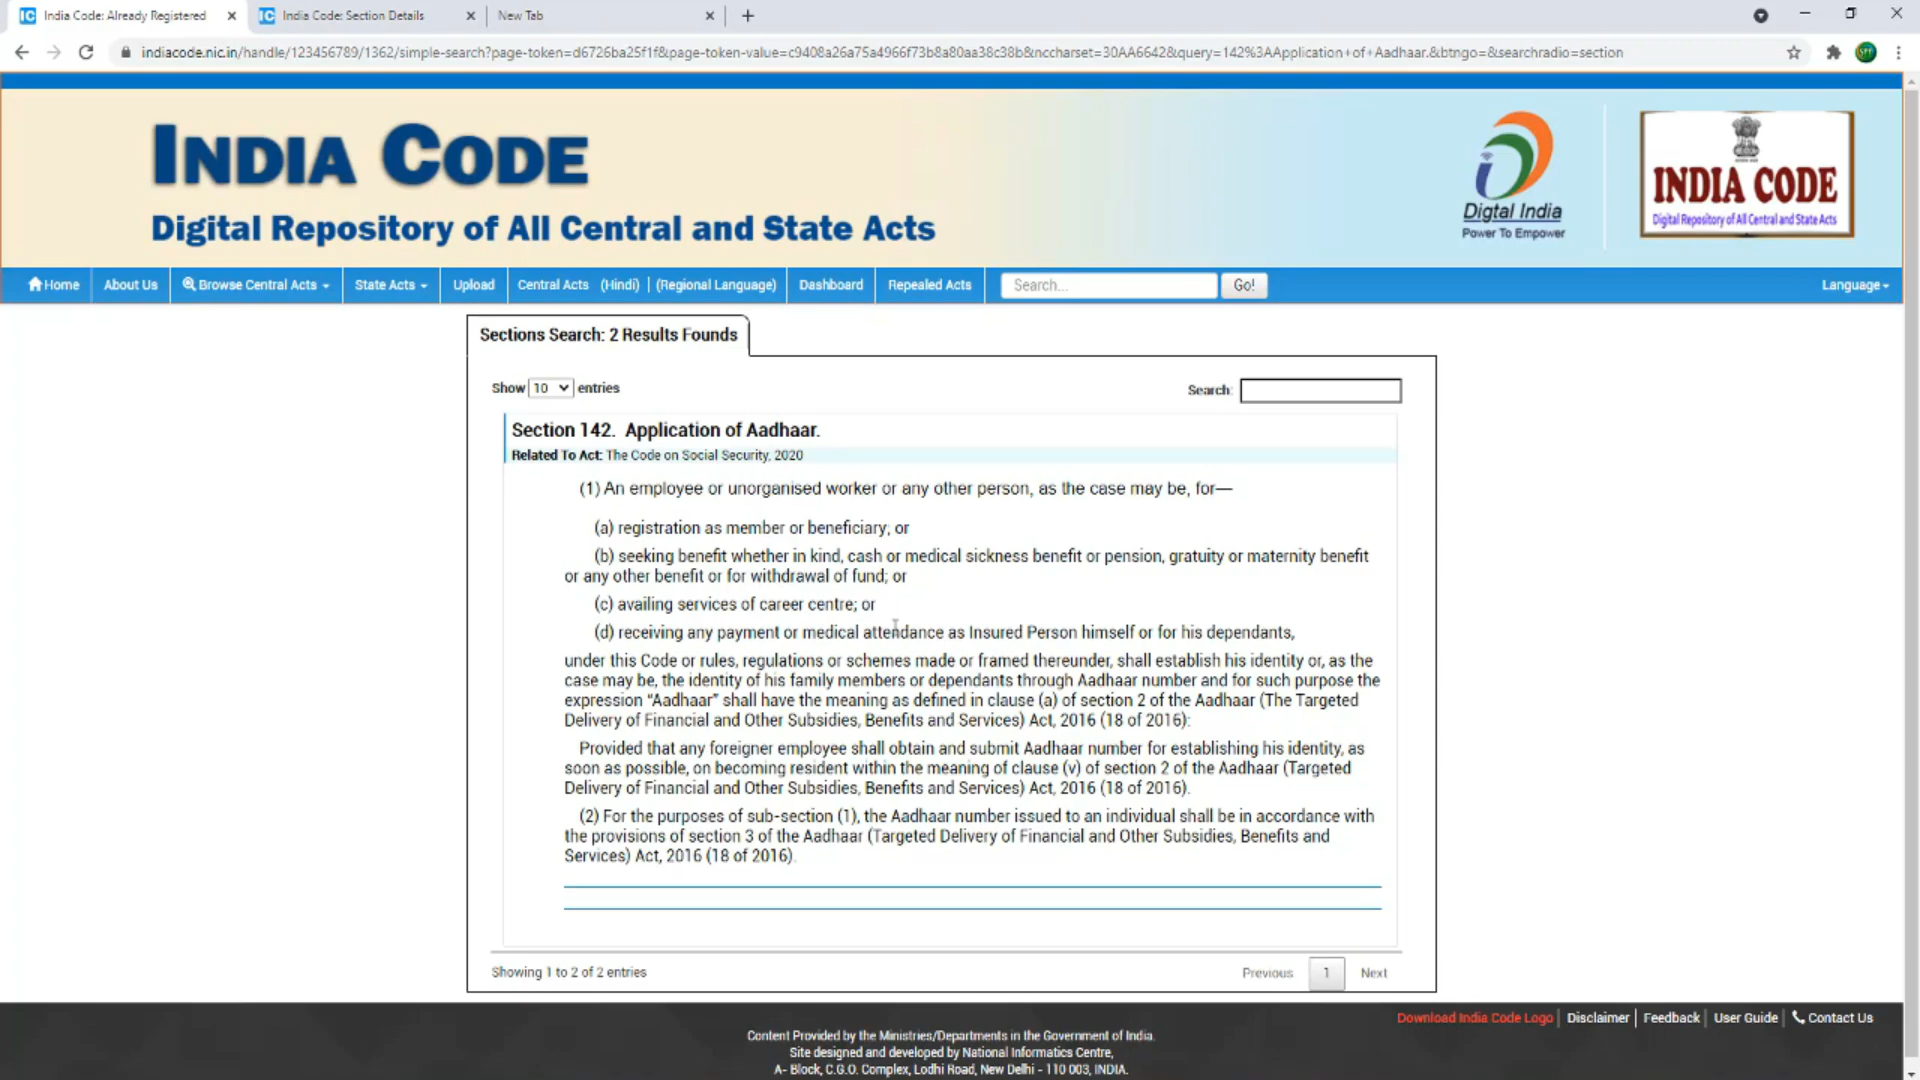 India Code: Already Registered
India Code: Section Details
New Tab
indiacode.nic.in/handle/123456789/1362/simple-search?page-token=d6726ba25f1f&page-token-value=c9408a26a75a4966f73b8a80aa38c38b&nccharset=30AA6642&query=142%3AApplication+of+Aadhaar.&btngo=&searchradio=section
INDIA CODE
Digital Repository of All Central and State Acts
Digtal India
Power To Empower
INDIA CODE
Digital Repository of All Central and State Acts
Home
About Us
Browse Central Acts
State Acts
Upload
Central Acts (Hindi) | (Regional Language)
Dashboard
Repealed Acts
Search...
Go!
Language
Sections Search: 2 Results Founds
Show 10 entries
Search:
Section 142. Application of Aadhaar.
Related To Act: The Code on Social Security, 2020
(1) An employee or unorganised worker or any other person, as the case may be, for—
(a) registration as member or beneficiary; or
(b) seeking benefit whether in kind, cash or medical sickness benefit or pension, gratuity or maternity benefit
or any other benefit or for withdrawal of fund; or
(c) availing services of career centre; or
(d) receiving any payment or medical attendance as Insured Person himself or for his dependants,
under this Code or rules, regulations or schemes made or framed thereunder, shall establish his identity or, as the
case may be, the identity of his family members or dependants through Aadhaar number and for such purpose the
expression “Aadhaar” shall have the meaning as defined in clause (a) of section 2 of the Aadhaar (The Targeted
Delivery of Financial and Other Subsidies, Benefits and Services) Act, 2016 (18 of 2016):
Provided that any foreigner employee shall obtain and submit Aadhaar number for establishing his identity, as
soon as possible, on becoming resident within the meaning of clause (v) of section 2 of the Aadhaar (Targeted
Delivery of Financial and Other Subsidies, Benefits and Services) Act, 2016 (18 of 2016).
(2) For the purposes of sub-section (1), the Aadhaar number issued to an individual shall be in accordance with
the provisions of section 3 of the Aadhaar (Targeted Delivery of Financial and Other Subsidies, Benefits and
Services) Act, 2016 (18 of 2016).
Showing 1 to 2 of 2 entries
Previous 1 Next
Download India Code Logo | Disclaimer | Feedback | User Guide | Contact Us
Content Provided by the Ministries/Departments in the Government of India.
Site designed and developed by National Informatics Centre,
A- Block, C.G.O. Complex, Lodhi Road, New Delhi - 110 003, INDIA.